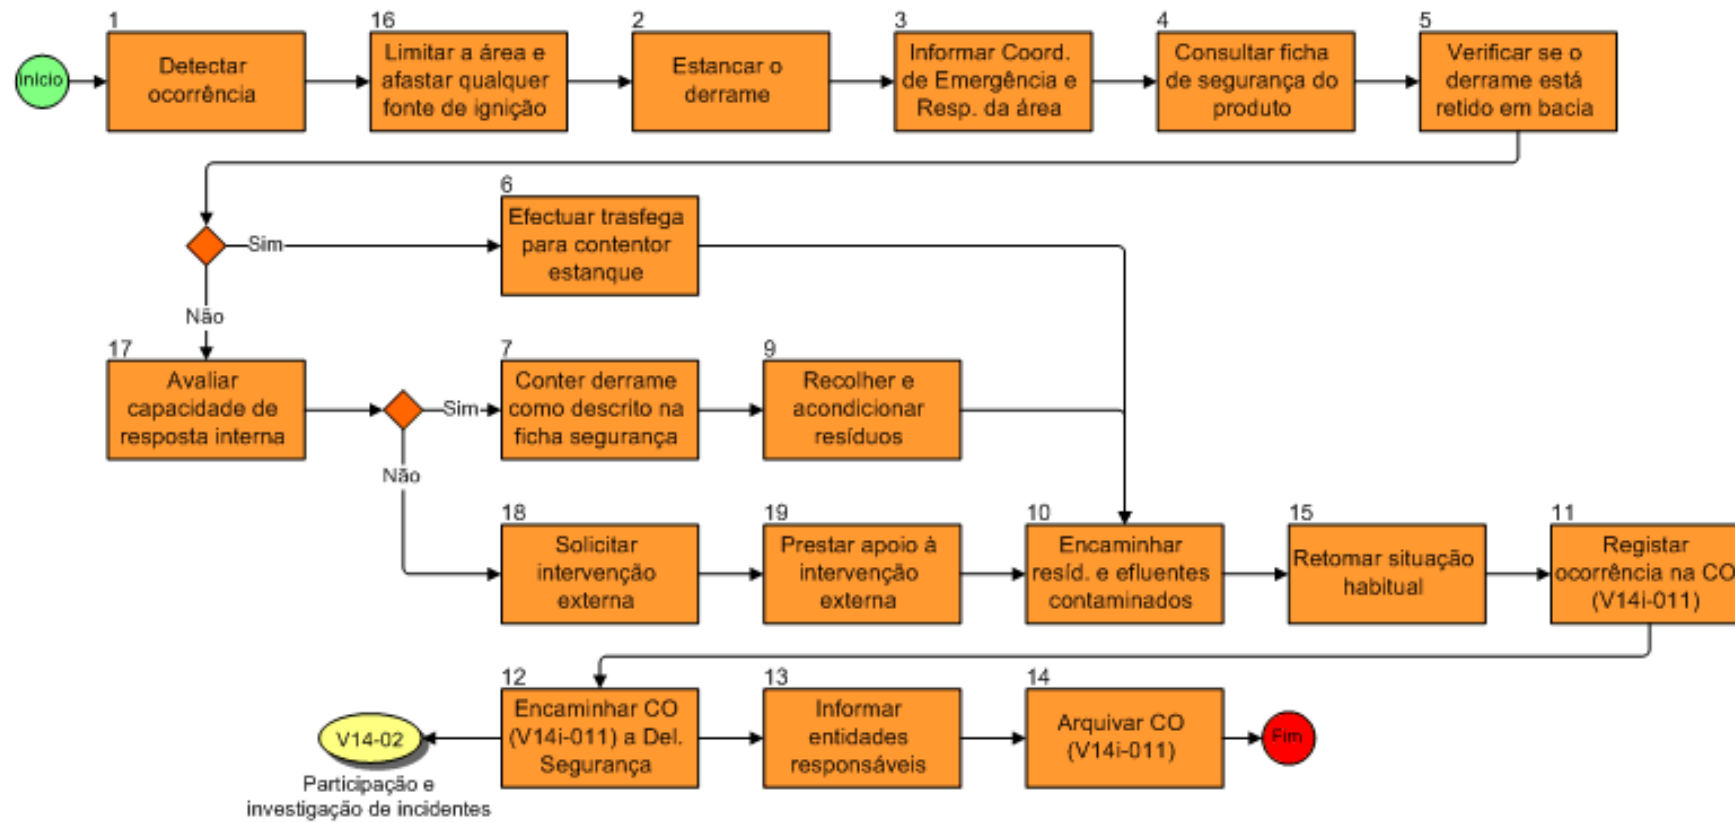 1
16
2
3
4
5
início
Detectar
ocorrência
Limitar a área e
afastar qualquer
fonte de ignição
Estancar o
derrame
Informar Coord.
de Emergência e
Resp. da área
Consultar ficha
de segurança do
produto
Verificar se o
derrame está
retido em bacia
6
Sim
Efectuar trasfega
para contentor
estanque
Não
17
7
9
Avaliar
capacidade de
resposta interna
Sim
Conter derrame
como descrito na
ficha segurança
Recolher e
acondicionar
resíduos
Não
18
19
10
15
11
Solicitar
intervenção
externa
Prestar apoio à
intervenção
externa
Encaminhar
resíd. e efluentes
contaminados
Retomar situação
habitual
Registar
ocorrência na CO
(V14i-011)
12
13
14
V14-02
Participação e
investigação de incidentes
Encaminhar CO
(V14i-011) a Del.
Segurança
Informar
entidades
responsáveis
Arquivar CO
(V14i-011)
Fim